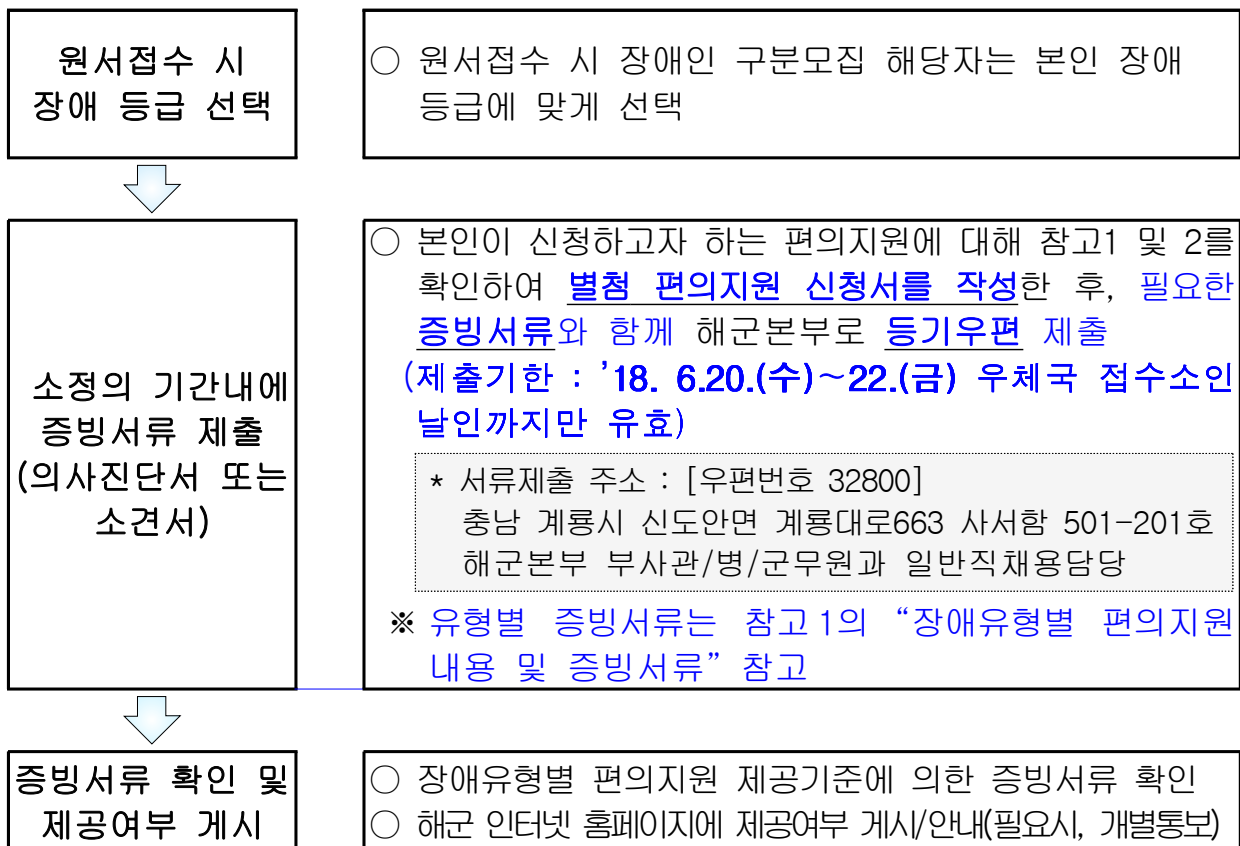 원서접수 시
장애 등급 선택
○ 원서접수 시 장애인 구분모집 해당자는 본인 장애
등급에 맞게 선택
소정의 기간내에
증빙서류 제출
(의사진단서 또는
소견서)
○ 본인이 신청하고자 하는 편의지원에 대해 참고1 및 2를
확인하여 별첨 편의지원 신청서를 작성한 후, 필요한
증빙서류와 함께 해군본부로 등기우편 제출
(제출기한 : ’18. 6.20.(수)~22.(금) 우체국 접수소인
날인까지만 유효)
* 서류제출 주소 : [우편번호 32800]
충남 계룡시 신도안면 계룡대로663 사서함 501-201호
해군본부 부사관/병/군무원과 일반직채용담당
※ 유형별 증빙서류는 참고 1의 “장애유형별 편의지원
내용 및 증빙서류” 참고
증빙서류 확인 및
제공여부 게시
○ 장애유형별 편의지원 제공기준에 의한 증빙서류 확인
○ 해군 인터넷 홈페이지에 제공여부 게시/안내(필요시, 개별통보)